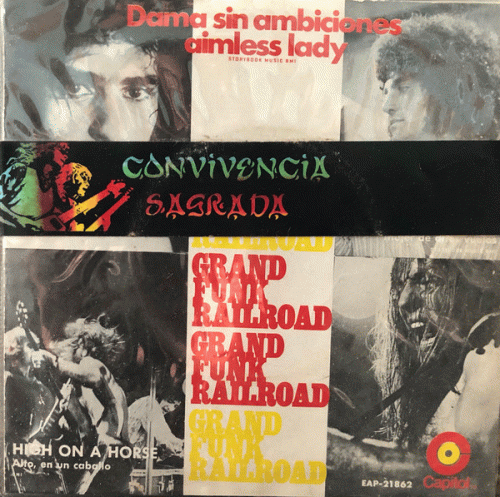 Dama sin ambiciones
aimless lady
STORYBOOK MUSIC BMI
CONVIVENCIA
SAGRADA
RAILROAD
GRAND
FUNK
RAILROAD
GRAND
FUNK
RAILROAD
GRAND
FUNK
RAILROAD
HIGH ON A HORSE
Alto, en un caballo
EAP-21862
Capitol